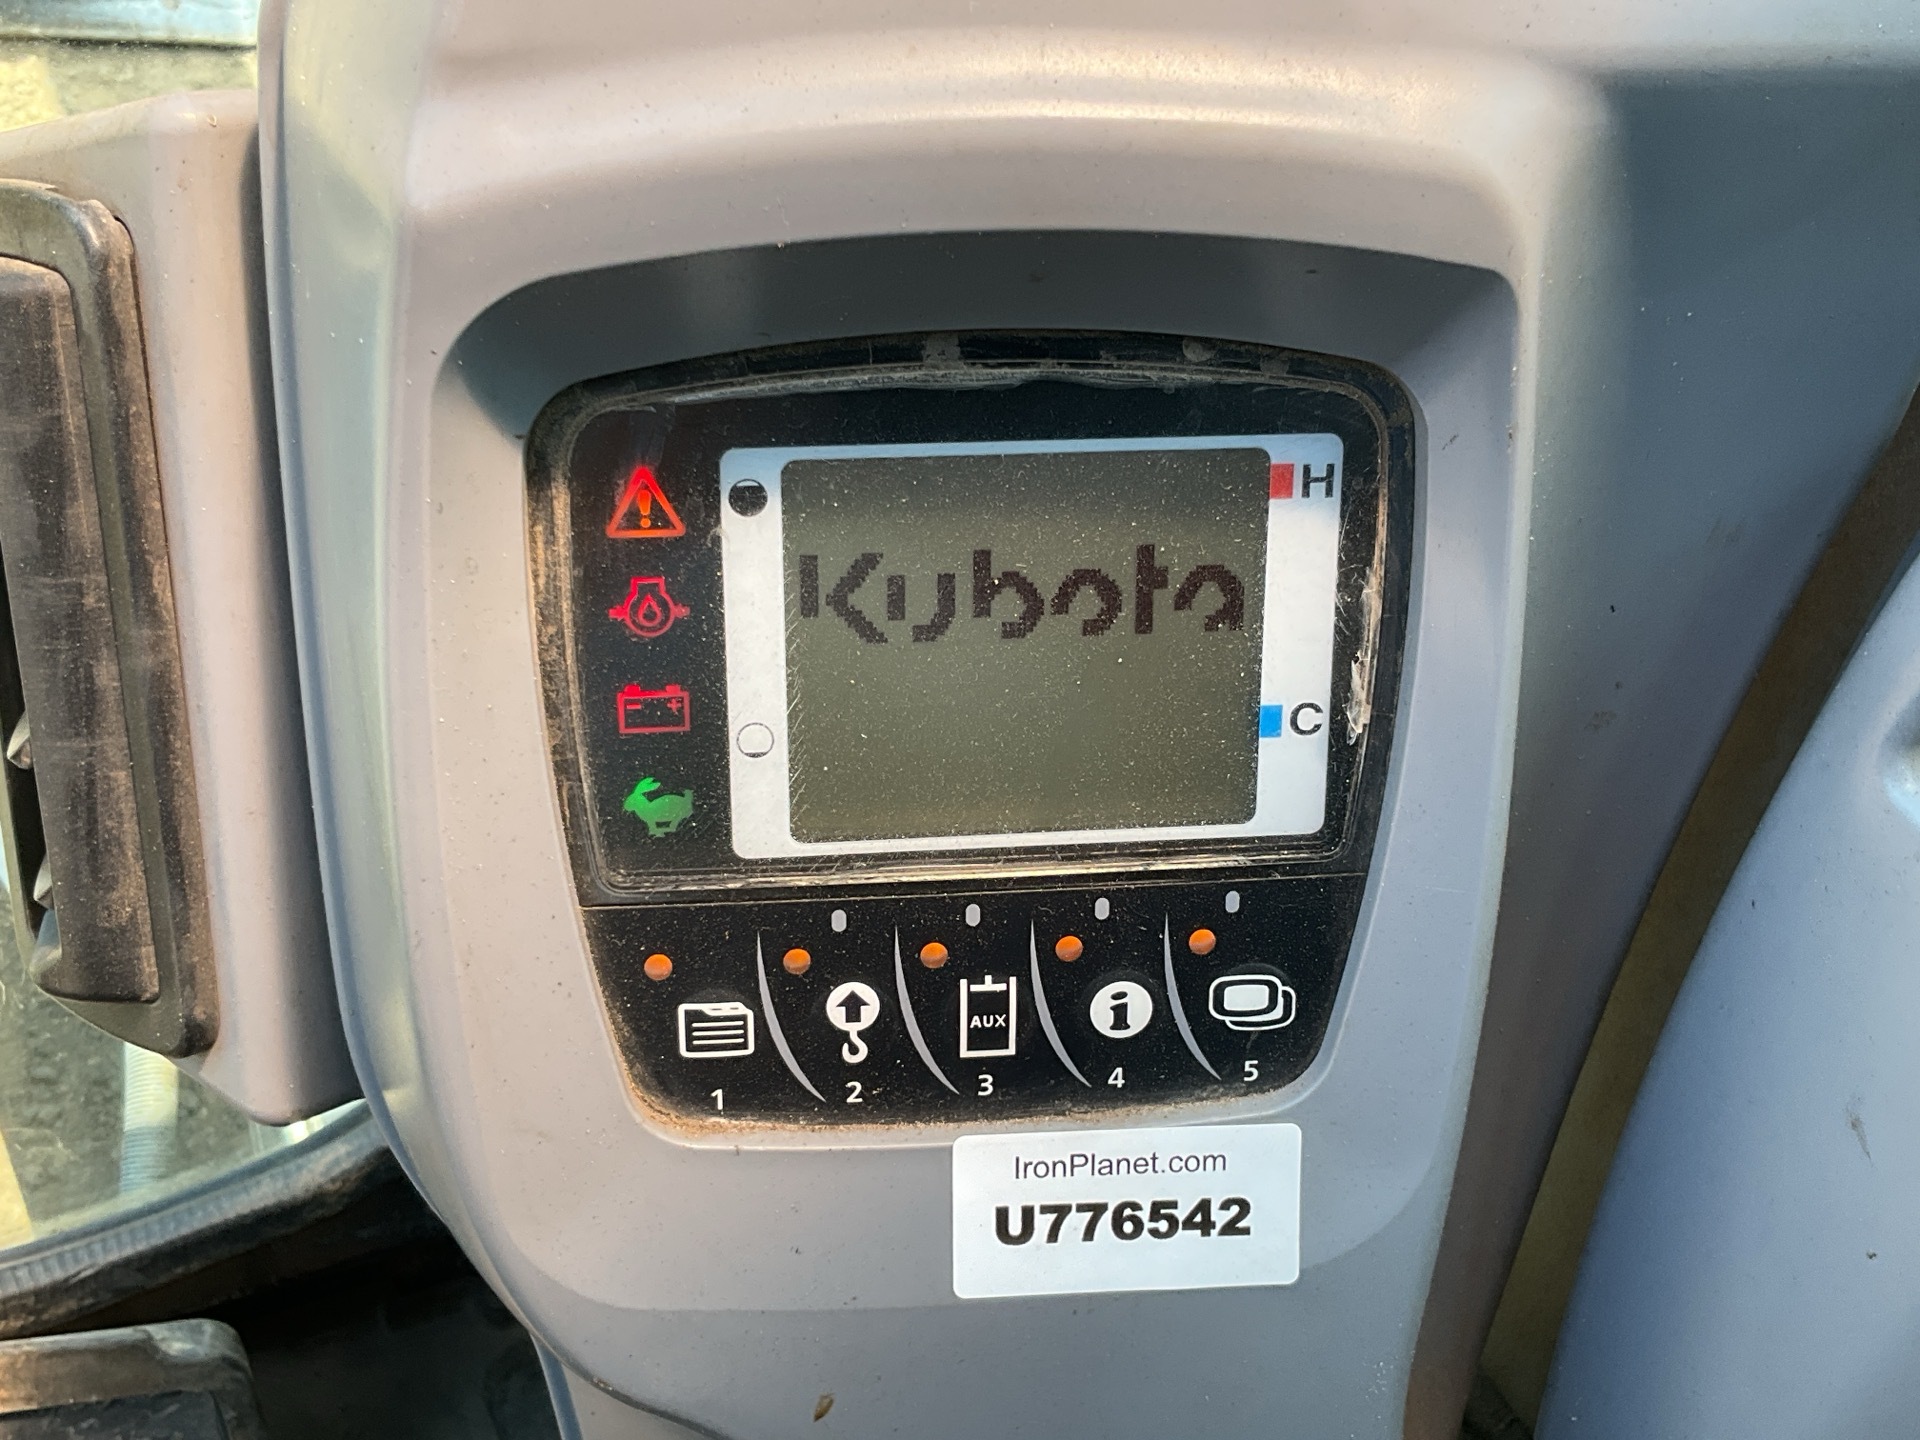 H
Kubota
C
AUX
i
1 2 3 4 5
IronPlanet.com
U776542